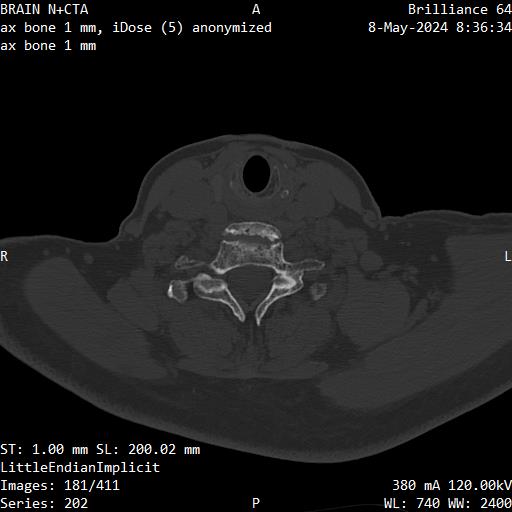 BRAIN N+CTA
A
Brilliance 64
ax bone 1 mm, iDose (5) anonymized
8-May-2024 8:36:34
ax bone 1 mm
R
L
ST: 1.00 mm SL: 200.02 mm
LittleEndianImplicit
Images: 181/411
380 mA 120.00kV
Series: 202
P
WL: 740 WW: 2400